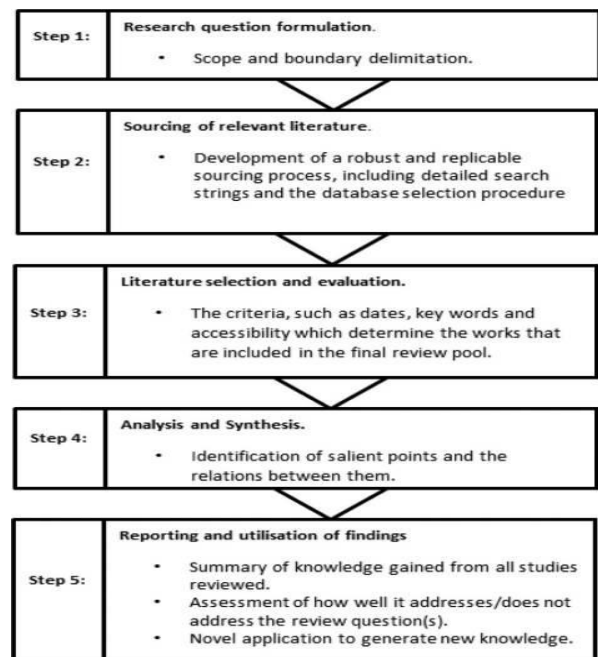 Step 1:
Research question formulation.
• Scope and boundary delimitation.
Step 2:
Sourcing of relevant literature.
• Development of a robust and replicable
sourcing process, including detailed search
strings and the database selection procedure
Step 3:
Literature selection and evaluation.
• The criteria, such as dates, key words and
accessibility which determine the works that
are included in the final review pool.
Step 4:
Analysis and Synthesis.
• Identification of salient points and the
relations between them.
Step 5:
Reporting and utilisation of findings
• Summary of knowledge gained from all studies
reviewed.
• Assessment of how well it addresses/does not
address the review question(s).
• Novel application to generate new knowledge.